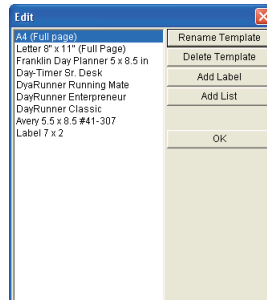 Edit
A4 (Full page)
Letter 8" x 11" (Full Page)
Franklin Day Planner 5 x 8.5 in
Day-Timer Sr. Desk
DyaRunner Running Mate
DayRunner Enterpreneur
DayRunner Classic
Avery 5.5 x 8.5 #41-307
Label 7 x 2
Rename Template
Delete Template
Add Label
Add List
OK